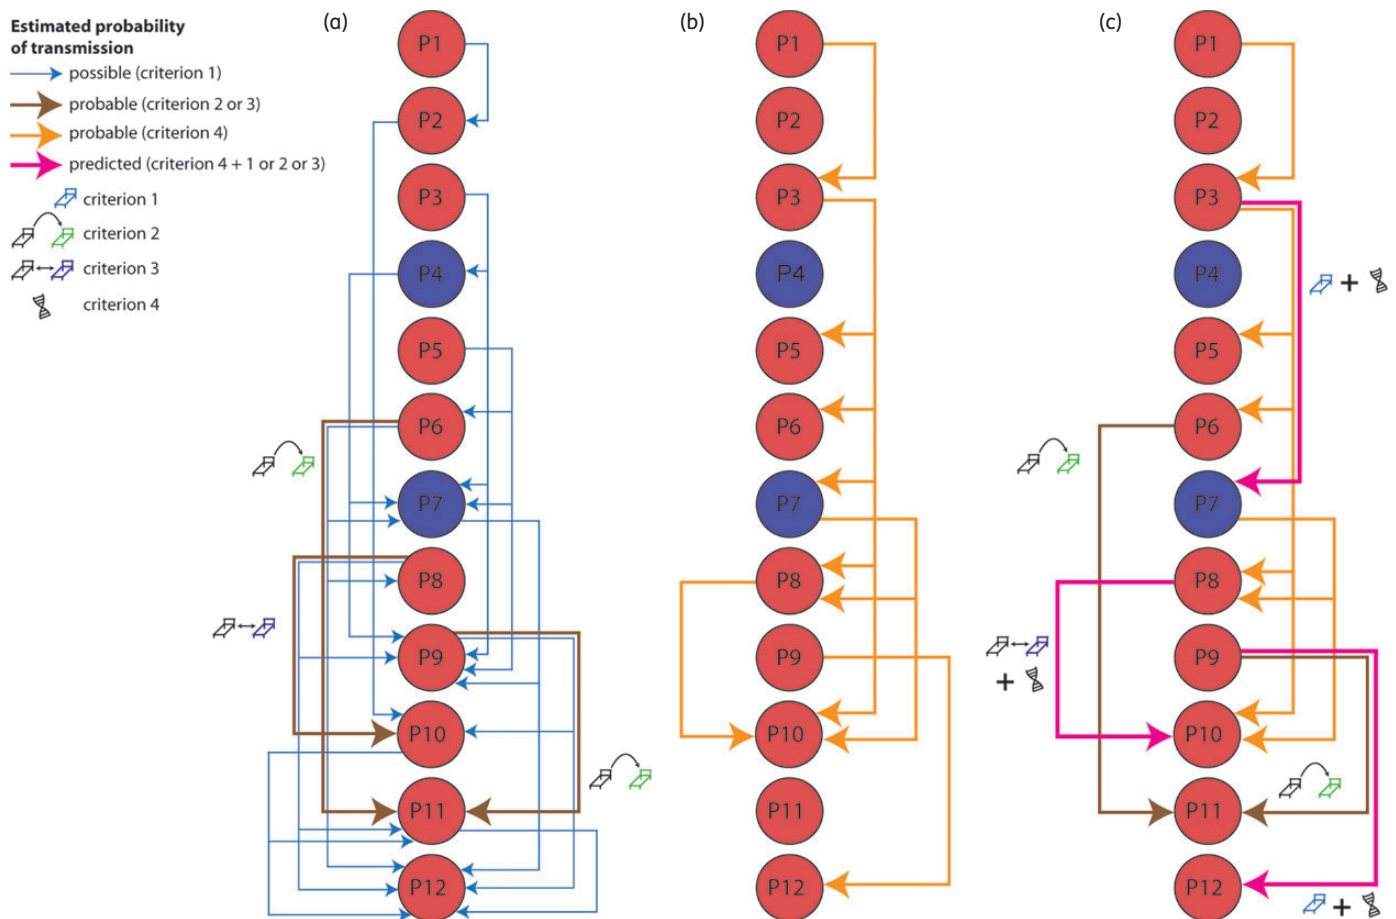 Estimated probability
of transmission
possible (criterion 1)
probable (criterion 2 or 3)
probable (criterion 4)
predicted (criterion 4 + 1 or 2 or 3)
criterion 1
criterion 2
criterion 3
criterion 4
(a)
P1
P2
P3
P4
P5
P6
P7
P8
P9
P10
P11
P12
(b)
P1
P2
P3
P4
P5
P6
P7
P8
P9
P10
P11
P12
(c)
P1
P2
P3
P4
+
P5
P6
P7
P8
+
P9
P10
P11
P12
+